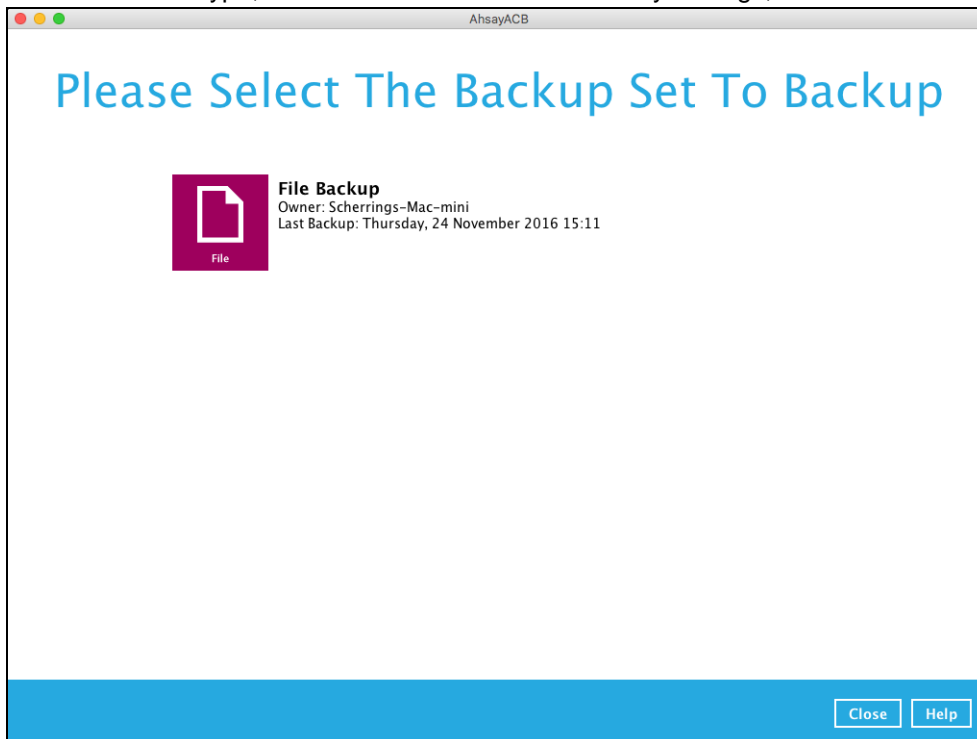 AhsayACB
Please Select The Backup Set To Backup
File Backup
Owner: Scherrings-Mac-mini
Last Backup: Thursday, 24 November 2016 15:11
File
Close Help